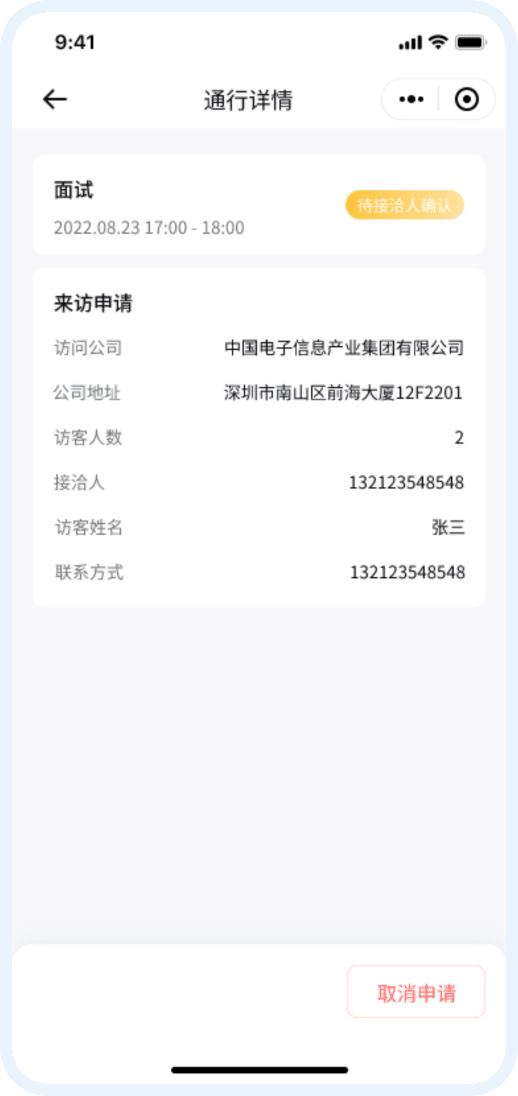 9:41
通行详情
面试
待接洽人确认
2022.08.23 17:00 - 18:00
来访申请
访问公司 中国电子信息产业集团有限公司
公司地址 深圳市南山区前海大厦12F2201
访客人数 2
接洽人 132123548548
访客姓名 张三
联系方式 132123548548
取消申请